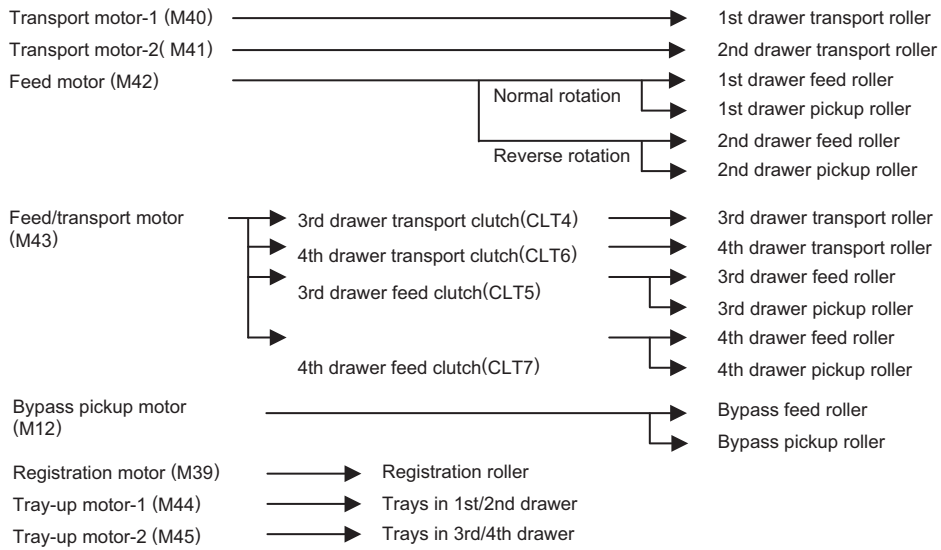 Transport motor-1 (M40) 1st drawer transport roller
Transport motor-2( M41) 2nd drawer transport roller
Feed motor (M42) Normal rotation 1st drawer feed roller
1st drawer pickup roller
Reverse rotation 2nd drawer feed roller
2nd drawer pickup roller
Feed/transport motor
(M43)
3rd drawer transport clutch(CLT4) 3rd drawer transport roller
4th drawer transport clutch(CLT6) 4th drawer transport roller
3rd drawer feed clutch(CLT5) 3rd drawer feed roller
3rd drawer pickup roller
4th drawer feed clutch(CLT7) 4th drawer feed roller
4th drawer pickup roller
Bypass pickup motor
(M12)
Bypass feed roller
Bypass pickup roller
Registration motor (M39) Registration roller
Tray-up motor-1 (M44) Trays in 1st/2nd drawer
Tray-up motor-2 (M45) Trays in 3rd/4th drawer